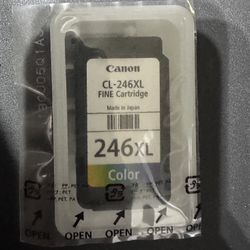 Canon
CL-246XL
FINE Cartridge
Made in Japan
246XL
Color
OPEN
OPEN
OPEN
OPEN